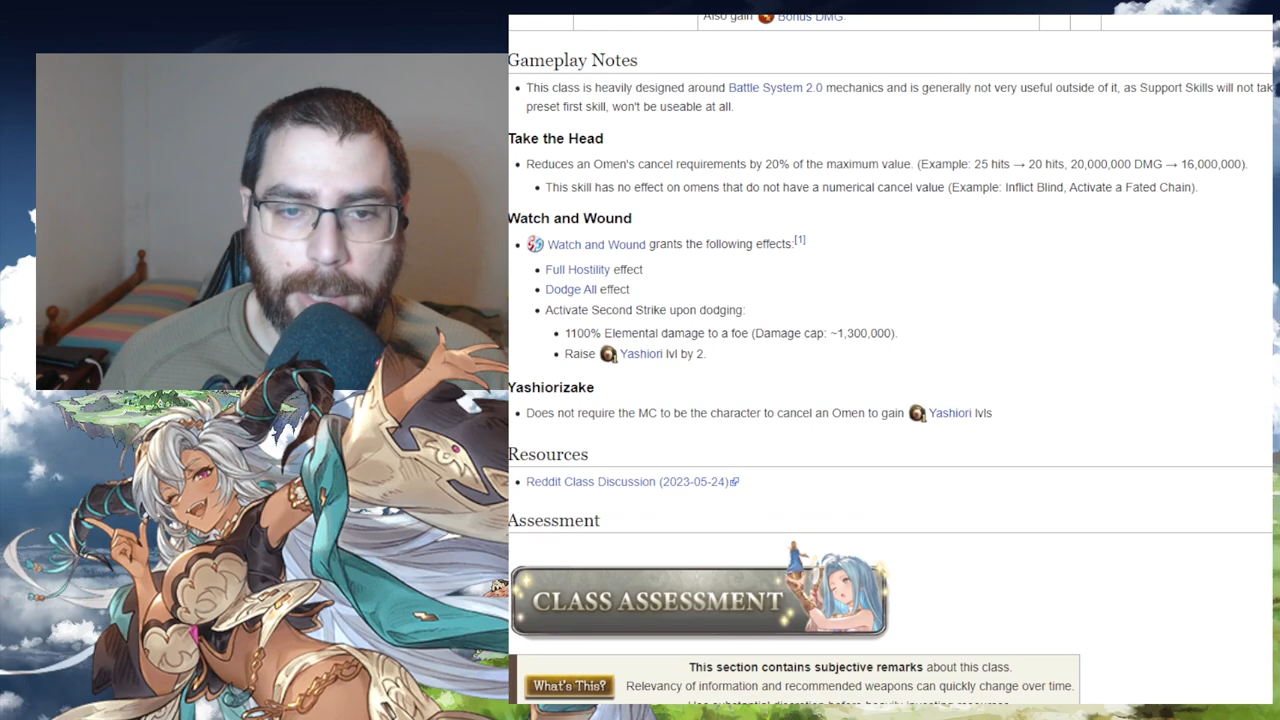 Also gain Bonus DMG.
Gameplay Notes
• This class is heavily designed around Battle System 2.0 mechanics and is generally not very useful outside of it, as Support Skills will not tak
preset first skill, won't be useable at all.
Take the Head
• Reduces an Omen's cancel requirements by 20% of the maximum value. (Example: 25 hits → 20 hits, 20,000,000 DMG → 16,000,000).
• This skill has no effect on omens that do not have a numerical cancel value (Example: Inflict Blind, Activate a Fated Chain).
Watch and Wound
• Watch and Wound grants the following effects:[1]
• Full Hostility effect
• Dodge All effect
• Activate Second Strike upon dodging:
• 1100% Elemental damage to a foe (Damage cap: ~1,300,000).
• Raise Yashiori lvl by 2.
Yashiorizake
• Does not require the MC to be the character to cancel an Omen to gain Yashiori lvls
Resources
• Reddit Class Discussion (2023-05-24)
Assessment
CLASS ASSESSMENT
This section contains subjective remarks about this class.
What's This? Relevancy of information and recommended weapons can quickly change over time.
Use substantial discretion before heavily investing resources.